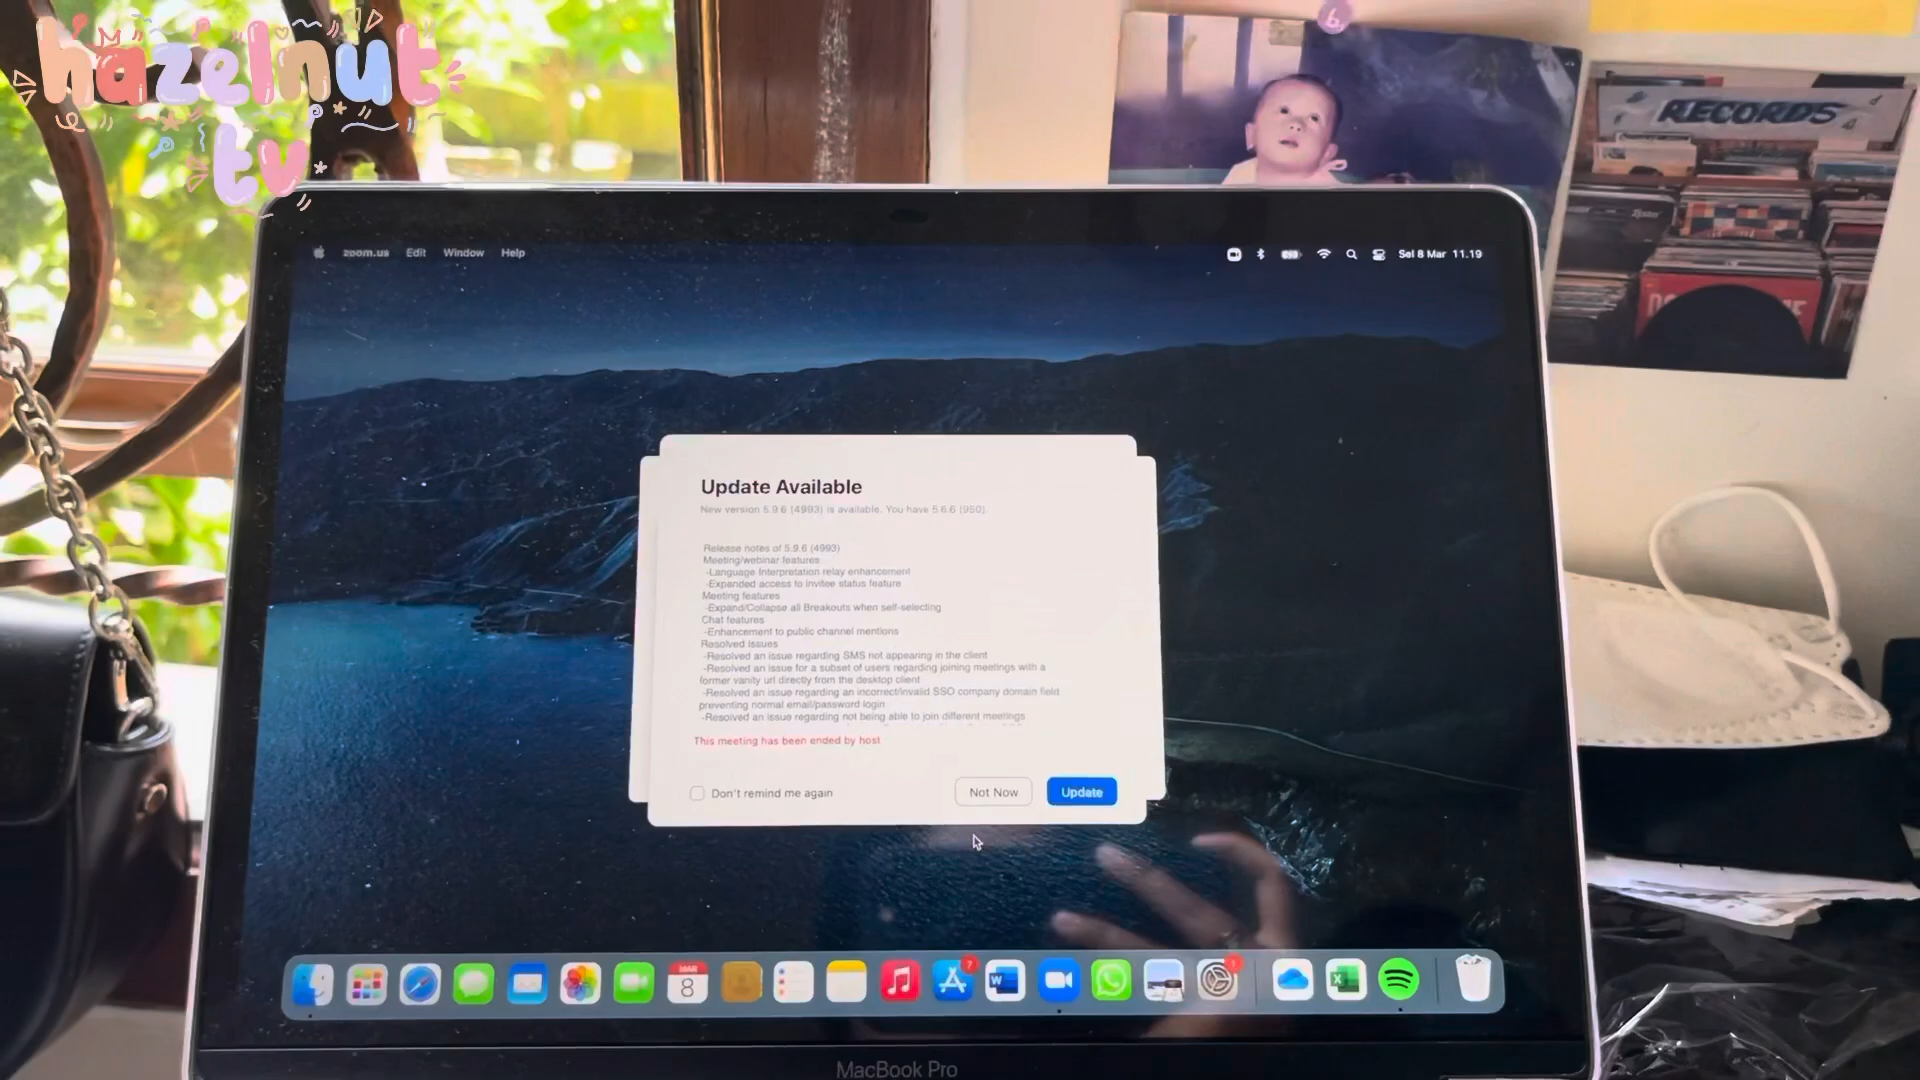 hazelnut
tv
6
RECORDS
zoom.us Edit Window Help
Sel 8 Mar 11.19
Update Available
New version 5.9.6 (4993) is available. You have 5.6.6 (950).
Release notes of 5.9.6 (4993)
Meeting/webinar features
-Language Interpretation relay enhancement
-Expanded access to invitee status feature
Meeting features
-Expand/Collapse all Breakouts when self-selecting
Chat features
-Enhancement to public channel mentions
Resolved Issues
-Resolved an issue regarding SMS not appearing in the client
-Resolved an issue for a subset of users regarding joining meetings with a
former vanity url directly from the desktop client
-Resolved an issue regarding an incorrect/invalid SSO company domain field
preventing normal email/password login
-Resolved an issue regarding not being able to join different meetings
This meeting has been ended by host
Don't remind me again
Not Now
Update
MAR
8
7
W
1
X
MacBook Pro